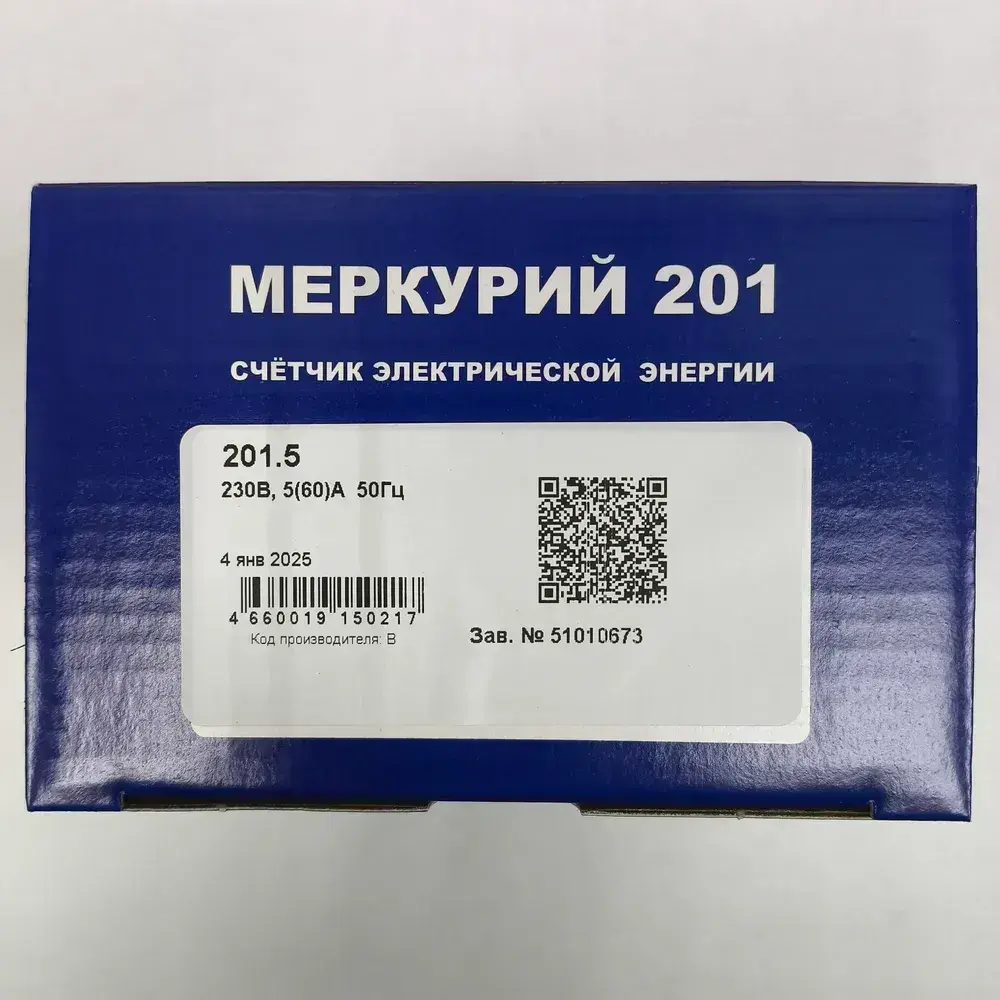 МЕРКУРИЙ 201
СЧЁТЧИК ЭЛЕКТРИЧЕСКОЙ ЭНЕРГИИ
201.5
230В, 5(60)А 50Гц
4 янв 2025
4 660019 150217
Код производителя: В
Зав. № 51010673